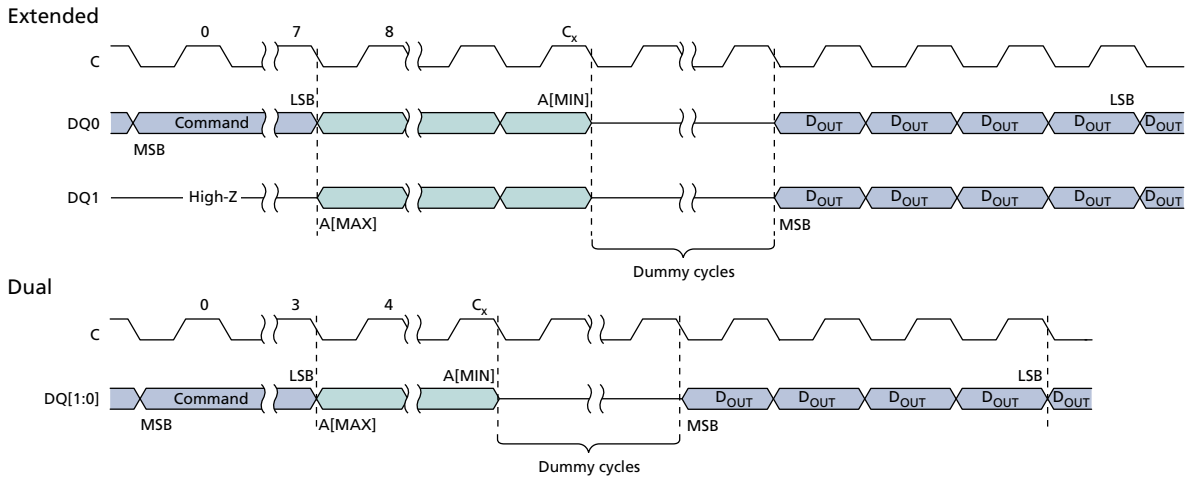 Extended
0 7 8 Cx
C
LSB A[MIN] LSB
DQ0 Command DOUT DOUT DOUT DOUT DOUT
MSB
DQ1 High-Z DOUT DOUT DOUT DOUT DOUT
A[MAX] MSB
Dummy cycles
Dual
0 3 4 Cx
C
LSB A[MIN] LSB
DQ[1:0] Command DOUT DOUT DOUT DOUT DOUT
MSB A[MAX] MSB
Dummy cycles